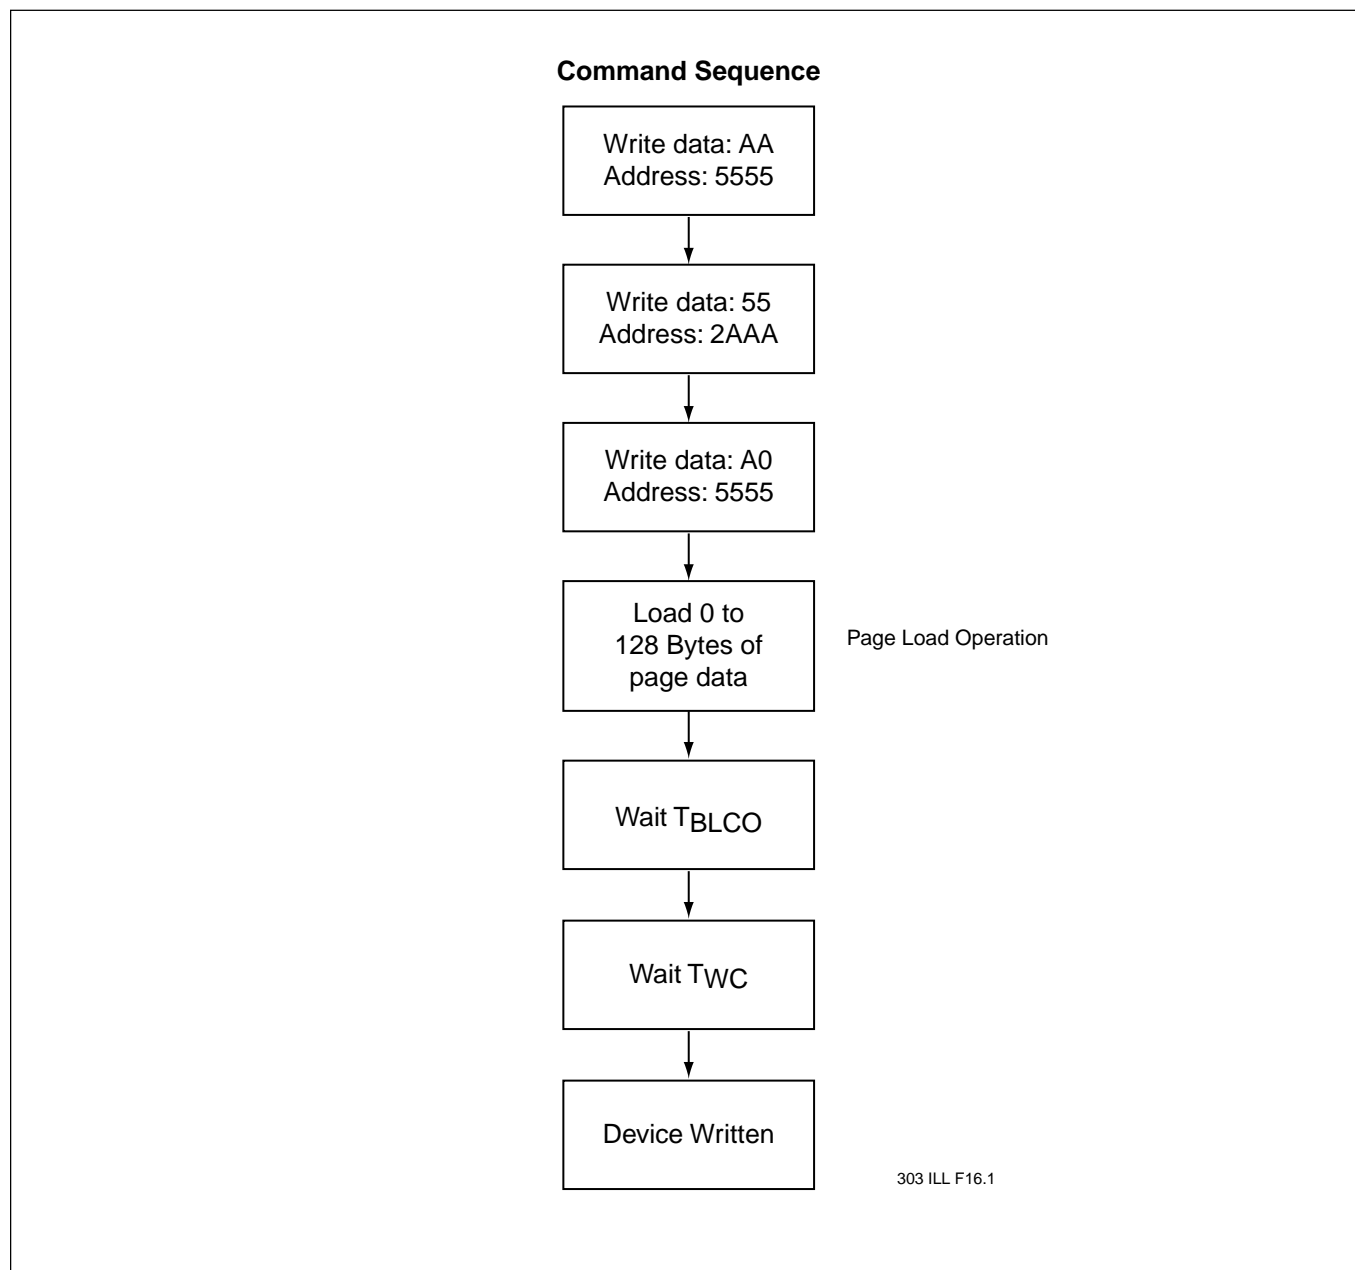 Command Sequence
Write data: AA
Address: 5555
Write data: 55
Address: 2AAA
Write data: A0
Address: 5555
Load 0 to
128 Bytes of
page data
Page Load Operation
Wait TBLCO
Wait TWC
Device Written
303 ILL F16.1